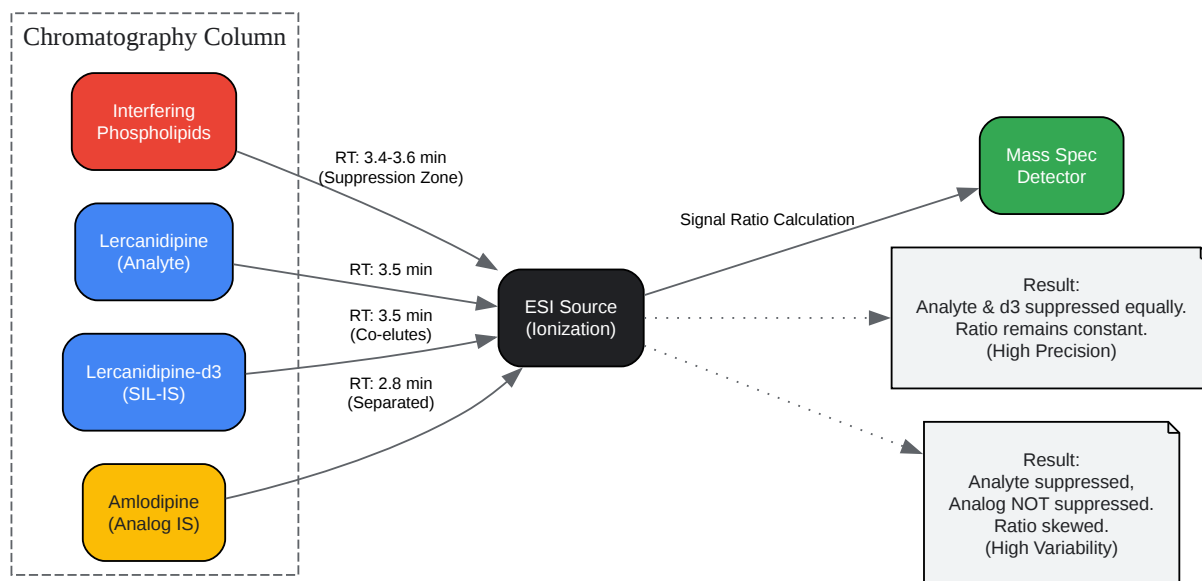 Chromatography Column
Interfering
Phospholipids
RT: 3.4-3.6 min
(Suppression Zone)
Lercanidipine
(Analyte)
RT: 3.5 min
Lercanidipine-d3
(SIL-IS)
RT: 3.5 min
(Co-elutes)
Amlodipine
(Analog IS)
RT: 2.8 min
(Separated)
ESI Source
(Ionization)
Signal Ratio Calculation
Mass Spec
Detector
Result:
Analyte & d3 suppressed equally.
Ratio remains constant.
(High Precision)
Result:
Analyte suppressed,
Analog NOT suppressed.
Ratio skewed.
(High Variability)